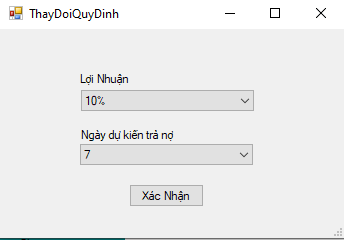 ThayDoiQuyDinh
Lợi Nhuận
10%
Ngày dự kiến trả nợ
7
Xác Nhận